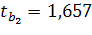 t_{b_2} = 1,657